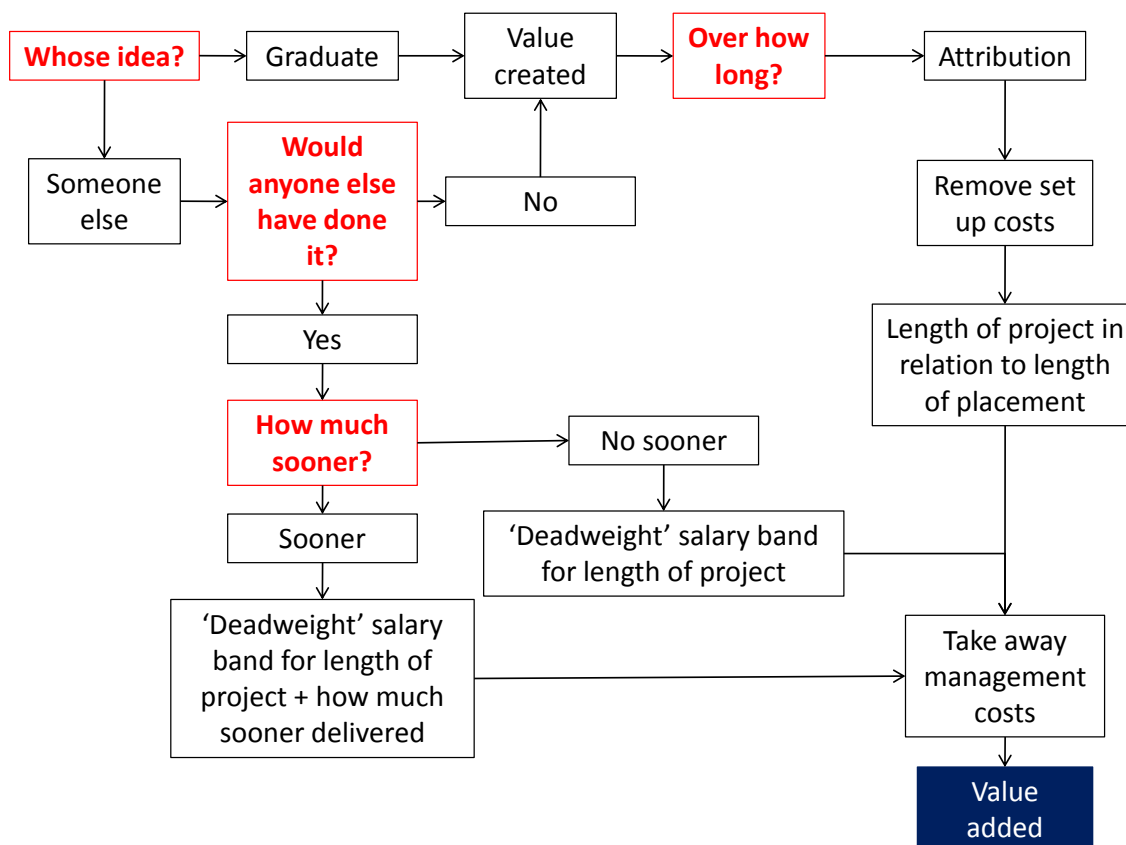 Whose idea?
Graduate
Value
created
Over how
long?
Attribution
Someone
else
Would
anyone else
have done
it?
No
Remove set
up costs
Yes
Length of project in
relation to length
of placement
How much
sooner?
No sooner
Sooner
‘Deadweight’ salary band
for length of project
‘Deadweight’ salary
band for length of
project + how much
sooner delivered
Take away
management
costs
Value
added